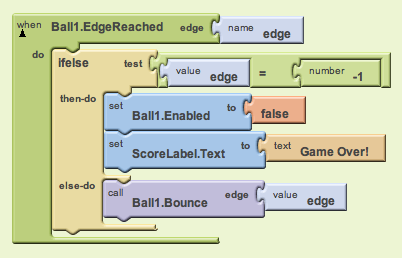 when Ball1.EdgeReached edge name edge
do ifelse test value edge = number -1
then-do set Ball1.Enabled to false
set ScoreLabel.Text to text Game Over!
else-do call Ball1.Bounce edge value edge